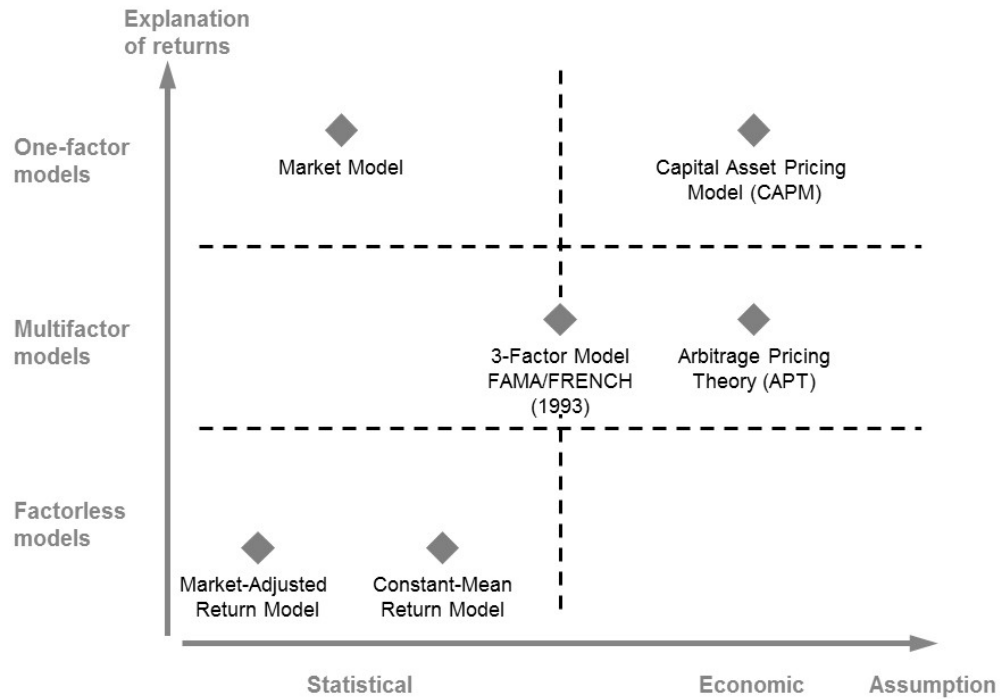 Explanation
of returns
One-factor
models
Market Model
Capital Asset Pricing
Model (CAPM)
Multifactor
models
3-Factor Model
FAMA/FRENCH
(1993)
Arbitrage Pricing
Theory (APT)
Factorless
models
Market-Adjusted
Return Model
Constant-Mean
Return Model
Statistical
Economic
Assumption